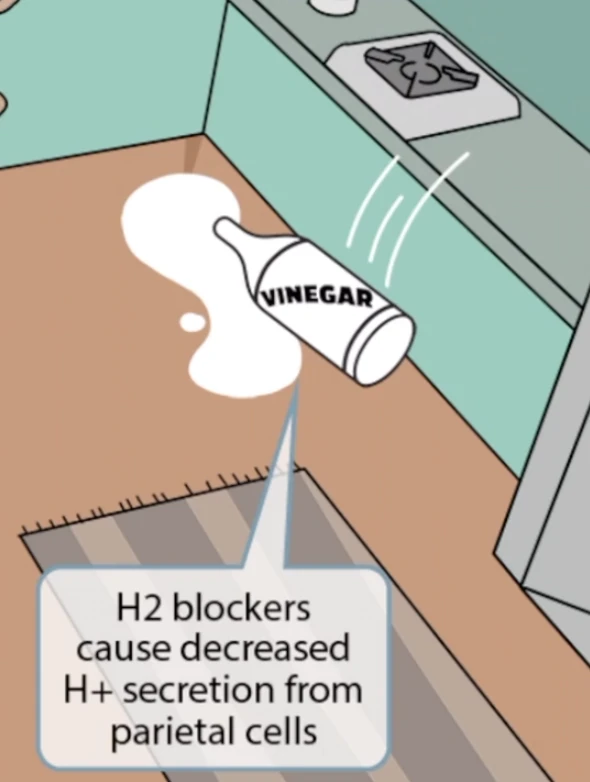 VINEGAR
H2 blockers
cause decreased
H+ secretion from
parietal cells